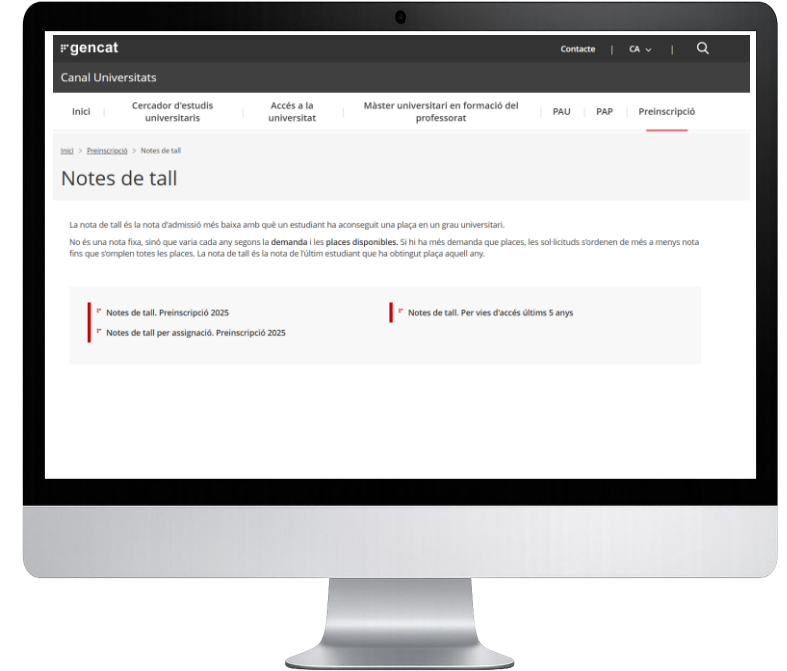 gencat
Contacte | CA |
Canal Universitats
Inici
Cercador d'estudis
universitaris
Accés a la
universitat
Màster universitari en formació del
professorat
PAU
PAP
Preinscripció
Inici > Preinscripció > Notes de tall
Notes de tall
La nota de tall és la nota d'admissió més baixa amb què un estudiant ha aconseguit una plaça en un grau universitari.
No és una nota fixa, sinó que varia cada any segons la demanda i les places disponibles. Si hi ha més demanda que places, les sol·licituds s'ordenen de més a menys nota
fins que s'omplen totes les places. La nota de tall és la nota de l'últim estudiant que ha obtingut plaça aquell any.
Notes de tall. Preinscripció 2025
Notes de tall per assignació. Preinscripció 2025
Notes de tall. Per vies d'accés últims 5 anys